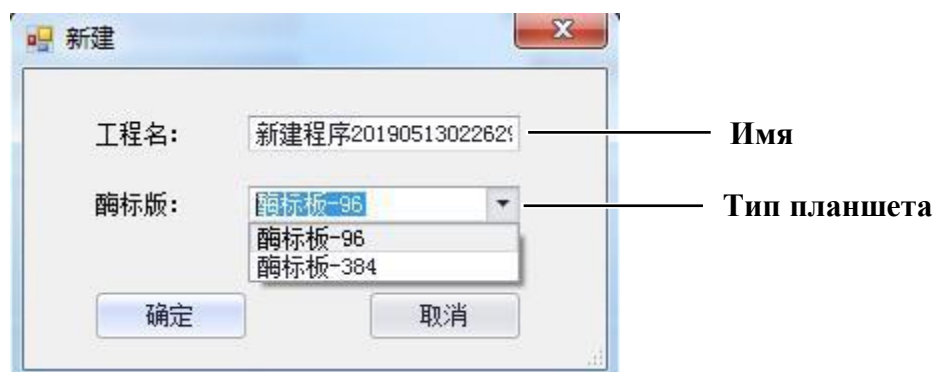 新建
工程名: 新建程序20190513022629 Имя
酶标版: 酶标板-96 Тип планшета
酶标板-96
酶标板-384
确定 取消